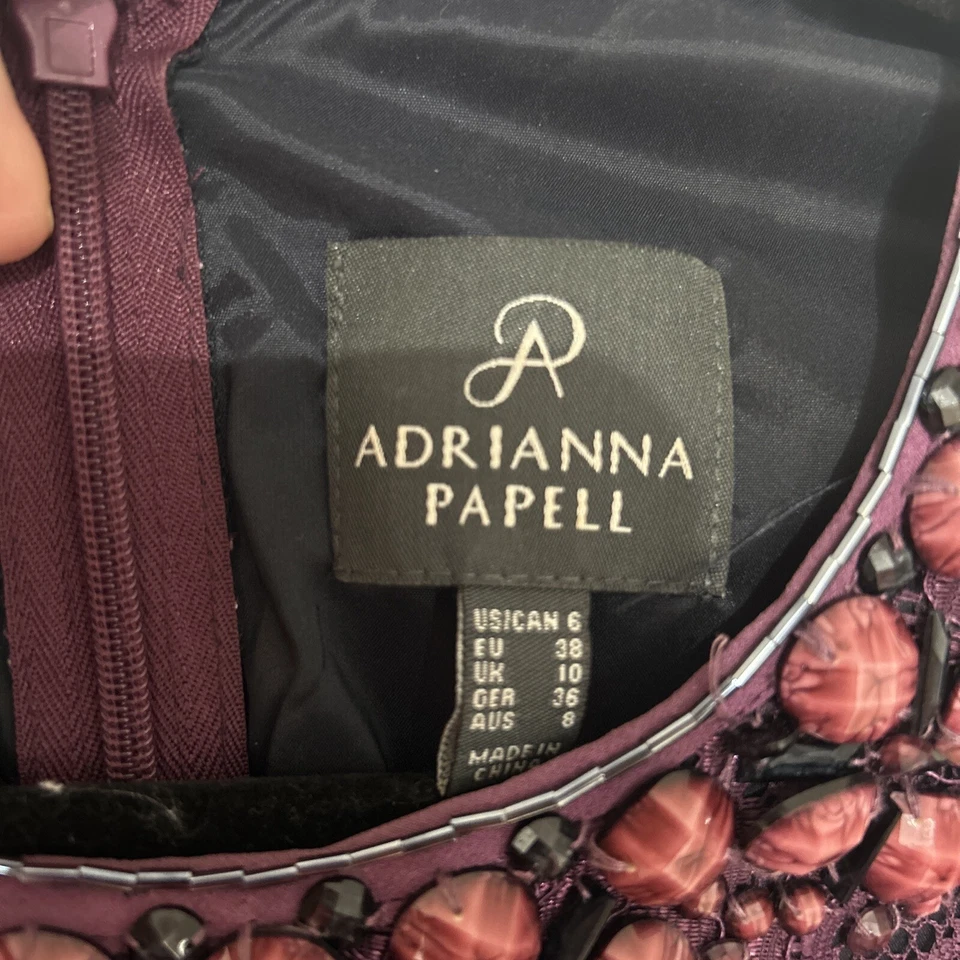 ADRIANNA
PAPELL
US/CAN 6
EU 38
UK 10
GER 36
AUS 8
MADE IN
CHINA